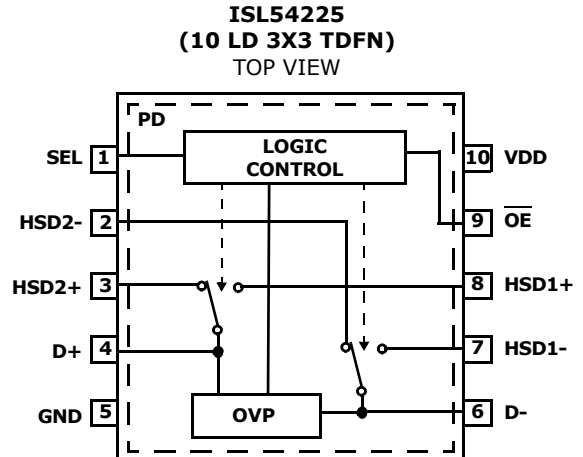 ISL54225
(10 LD 3X3 TDFN)
TOP VIEW
PD
LOGIC
CONTROL
SEL 1
10 VDD
HSD2- 2
9 OE
HSD2+ 3
8 HSD1+
D+ 4
7 HSD1-
GND 5
OVP
6 D-